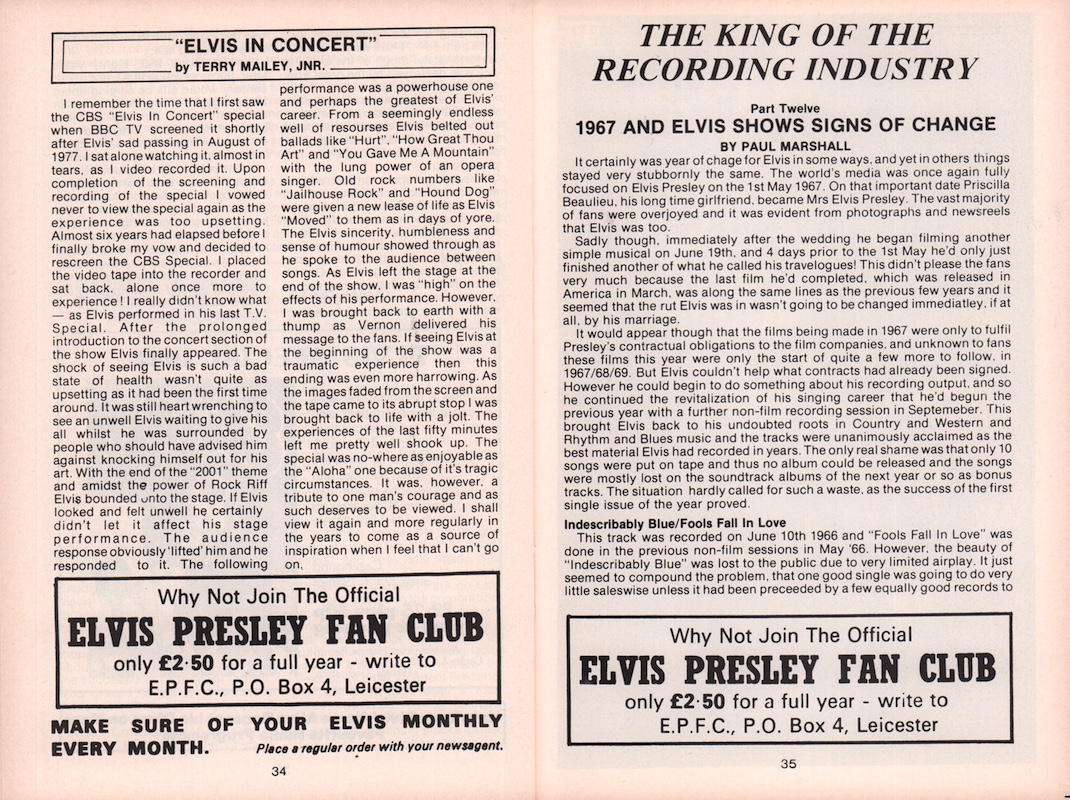 “ELVIS IN CONCERT”
by TERRY MAILEY, JNR.
I remember the time that I first saw
the CBS “Elvis In Concert” special
when BBC TV screened it shortly
after Elvis' sad passing in August of
1977. I sat alone watching it, almost in
tears, as I video recorded it. Upon
completion of the screening and
recording of the special I vowed
never to view the special again as the
experience was too upsetting.
Almost six years had elapsed before I
finally broke my vow and decided to
rescreen the CBS Special. I placed
the video tape into the recorder and
sat back, alone once more to
experience! I really didn't know what
— as Elvis performed in his last T.V.
Special. After the prolonged
introduction to the concert section of
the show Elvis finally appeared. The
shock of seeing Elvis is such a bad
state of health wasn't quite as
upsetting as it had been the first time
around. It was still heart wrenching to
see an unwell Elvis waiting to give his
all whilst he was surrounded by
people who should have advised him
against knocking himself out for his
art. With the end of the “2001” theme
and amidst the power of Rock Riff
Elvis bounded onto the stage. If Elvis
looked and felt unwell he certainly
didn't let it affect his stage
performance. The audience
response obviously ‘lifted’ him and he
responded to it. The following
performance was a powerhouse one
and perhaps the greatest of Elvis'
career. From a seemingly endless
well of resourses Elvis belted out
ballads like “Hurt”, “How Great Thou
Art” and “You Gave Me A Mountain”
with the lung power of an opera
singer. Old rock numbers like
“Jailhouse Rock” and “Hound Dog”
were given a new lease of life as Elvis
“Moved” to them as in days of yore.
The Elvis sincerity, humbleness and
sense of humour showed through as
he spoke to the audience between
songs. As Elvis left the stage at the
end of the show, I was “high” on the
effects of his performance. However,
I was brought back to earth with a
thump as Vernon delivered his
message to the fans. If seeing Elvis at
the beginning of the show was a
traumatic experience then this
ending was even more harrowing. As
the images faded from the screen and
the tape came to its abrupt stop I was
brought back to life with a jolt. The
experiences of the last fifty minutes
left me pretty well shook up. The
special was no-where as enjoyable as
the “Aloha” one because of it's tragic
circumstances. It was, however, a
tribute to one man's courage and as
such deserves to be viewed. I shall
view it again and more regularly in
the years to come as a source of
inspiration when I feel that I can't go
on.
Why Not Join The Official
ELVIS PRESLEY FAN CLUB
only £2·50 for a full year - write to
E.P.F.C., P.O. Box 4, Leicester
MAKE SURE OF YOUR ELVIS MONTHLY
EVERY MONTH. Place a regular order with your newsagent.
34
THE KING OF THE
RECORDING INDUSTRY
Part Twelve
1967 AND ELVIS SHOWS SIGNS OF CHANGE
BY PAUL MARSHALL
It certainly was year of chage for Elvis in some ways, and yet in others things
stayed very stubbornly the same. The world's media was once again fully
focused on Elvis Presley on the 1st May 1967. On that important date Priscilla
Beaulieu, his long time girlfriend, became Mrs Elvis Presley. The vast majority
of fans were overjoyed and it was evident from photographs and newsreels
that Elvis was too.
Sadly though, immediately after the wedding he began filming another
simple musical on June 19th, and 4 days prior to the 1st May he'd only just
finished another of what he called his travelogues! This didn't please the fans
very much because the last film he'd completed, which was released in
America in March, was along the same lines as the previous few years and it
seemed that the rut Elvis was in wasn't going to be changed immediatley, if at
all, by his marriage.
It would appear though that the films being made in 1967 were only to fulfil
Presley's contractual obligations to the film companies, and unknown to fans
these films this year were only the start of quite a few more to follow, in
1967/68/69. But Elvis couldn't help what contracts had already been signed.
However he could begin to do something about his recording output, and so
he continued the revitalization of his singing career that he'd begun the
previous year with a further non-film recording session in Septemeber. This
brought Elvis back to his undoubted roots in Country and Western and
Rhythm and Blues music and the tracks were unanimously acclaimed as the
best material Elvis had recorded in years. The only real shame was that only 10
songs were put on tape and thus no album could be released and the songs
were mostly lost on the soundtrack albums of the next year or so as bonus
tracks. The situation hardly called for such a waste, as the success of the first
single issue of the year proved.
Indescribably Blue/Fools Fall In Love
This track was recorded on June 10th 1966 and “Fools Fall In Love” was
done in the previous non-film sessions in May '66. However, the beauty of
“Indescribably Blue” was lost to the public due to very limited airplay. It just
seemed to compound the problem, that one good single was going to do very
little saleswise unless it had been preceeded by a few equally good records to
Why Not Join The Official
ELVIS PRESLEY FAN CLUB
only £2·50 for a full year - write to
E.P.F.C., P.O. Box 4, Leicester
35